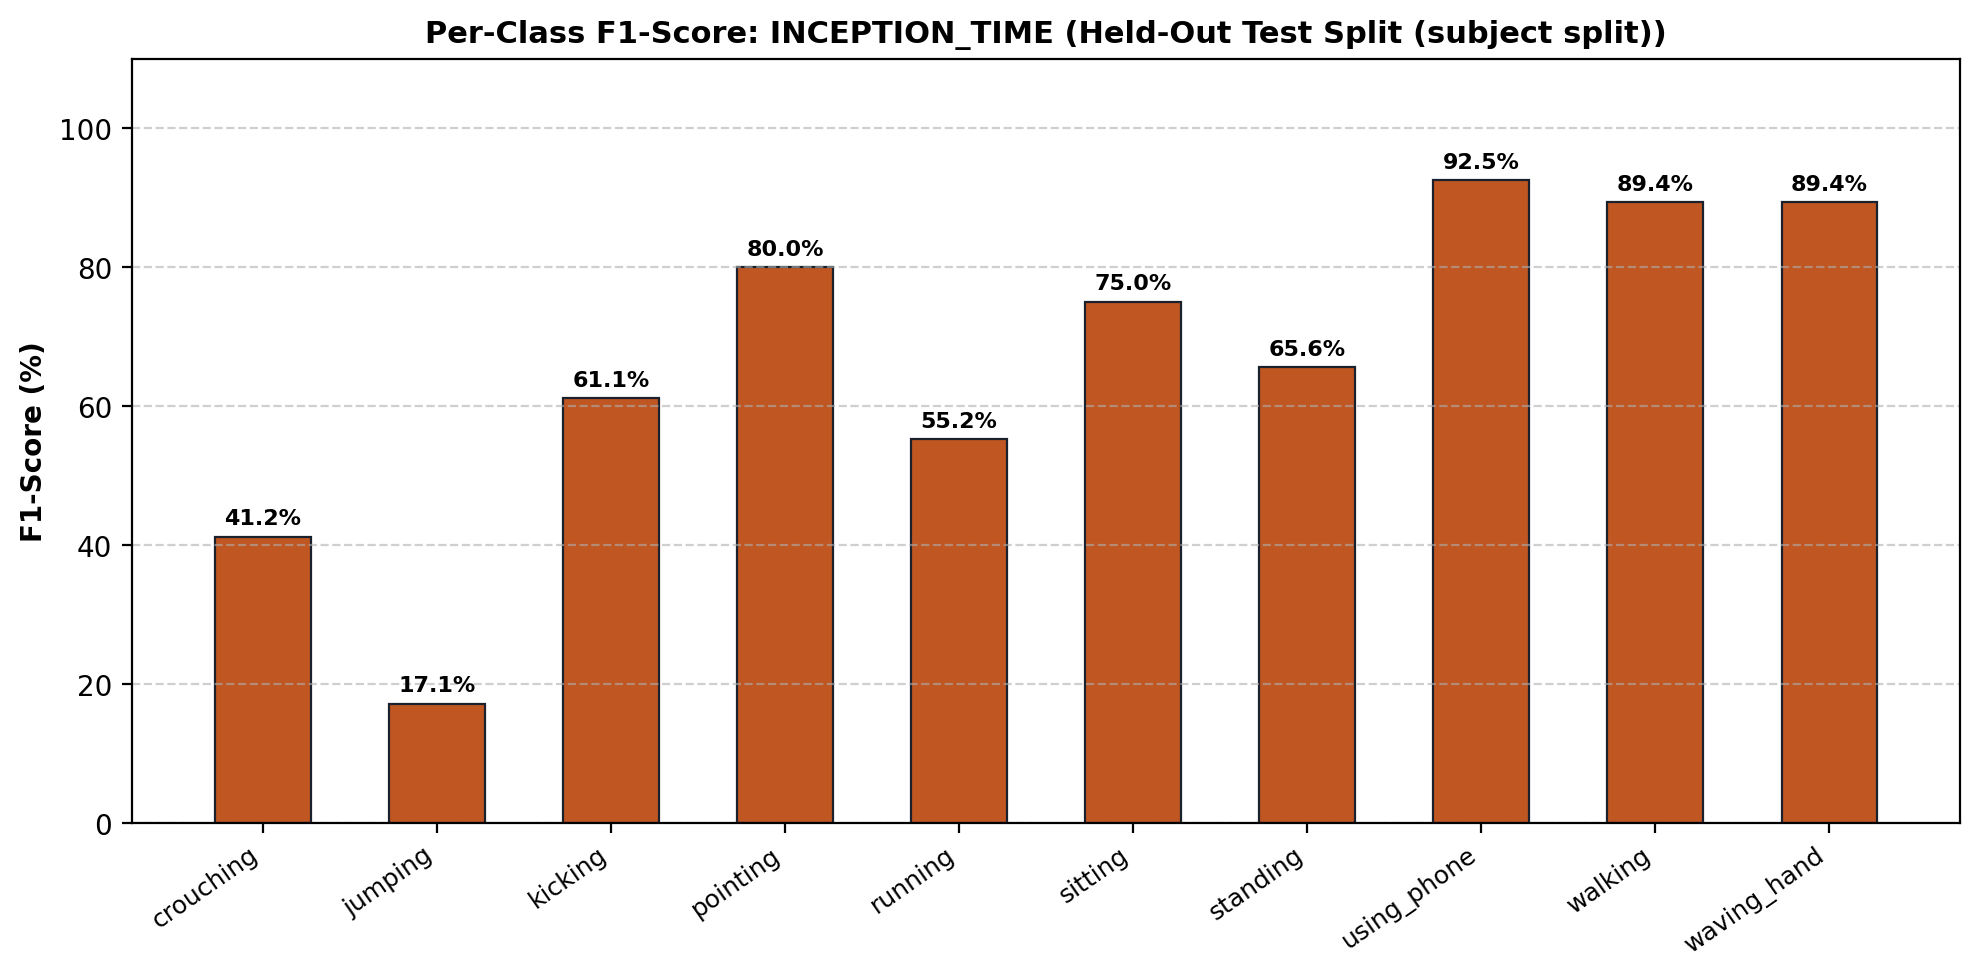 Per-Class F1-Score: INCEPTION_TIME (Held-Out Test Split (subject split))
F1-Score (%)
100
80
60
40
20
0
41.2%
17.1%
61.1%
80.0%
55.2%
75.0%
65.6%
92.5%
89.4%
89.4%
crouching
jumping
kicking
pointing
running
sitting
standing
using_phone
walking
waving_hand